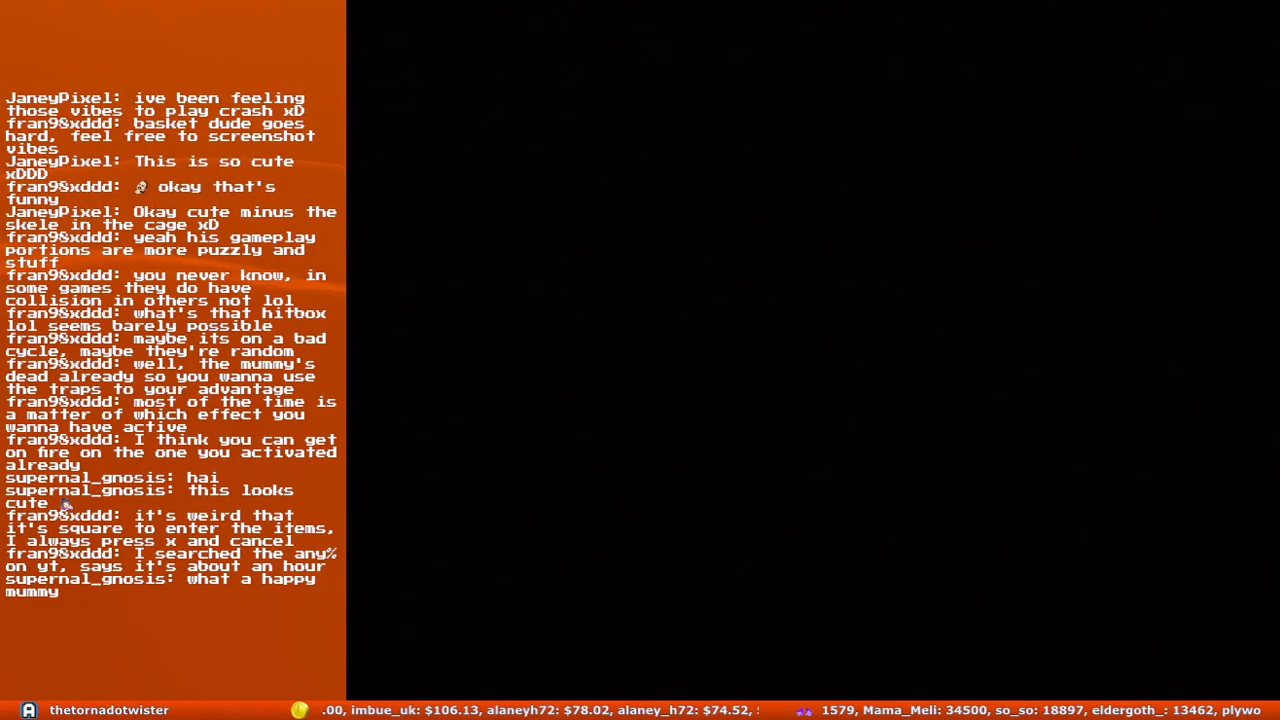 JaneyPixel: ive been feeling
those vibes to play crash xD
fran9&xddd: basket dude goes
hard, feel free to screenshot
vibes
JaneyPixel: This is so cute
xDDD
fran9&xddd: okay that's
funny
JaneyPixel: Okay cute minus the
skele in the cage xD
fran9&xddd: yeah his gameplay
portions are more puzzly and
stuff
fran9&xddd: you never know, in
some games they do have
collision in others not lol
fran9&xddd: what's that hitbox
lol seems barely possible
fran9&xddd: maybe its on a bad
cycle, maybe they're random
fran9&xddd: well, the mummy's
dead already so you wanna use
the traps to your advantage
fran9&xddd: most of the time is
a matter of which effect you
wanna have active
fran9&xddd: I think you can get
on fire on the one you activated
already
supernal_gnosis: hai
supernal_gnosis: this looks
cute
fran9&xddd: it's weird that
it's square to enter the items,
I always press x and cancel
fran9&xddd: I searched the any%
on yt, says it's about an hour
supernal_gnosis: what a happy
mummy
A thetornadotwister .00, imbue_uk: $106.13, alaneyh72: $78.02, alaney_h72: $74.52, 1579, Mama_Meli: 34500, so_so: 18897, eldergoth_: 13462, plywo